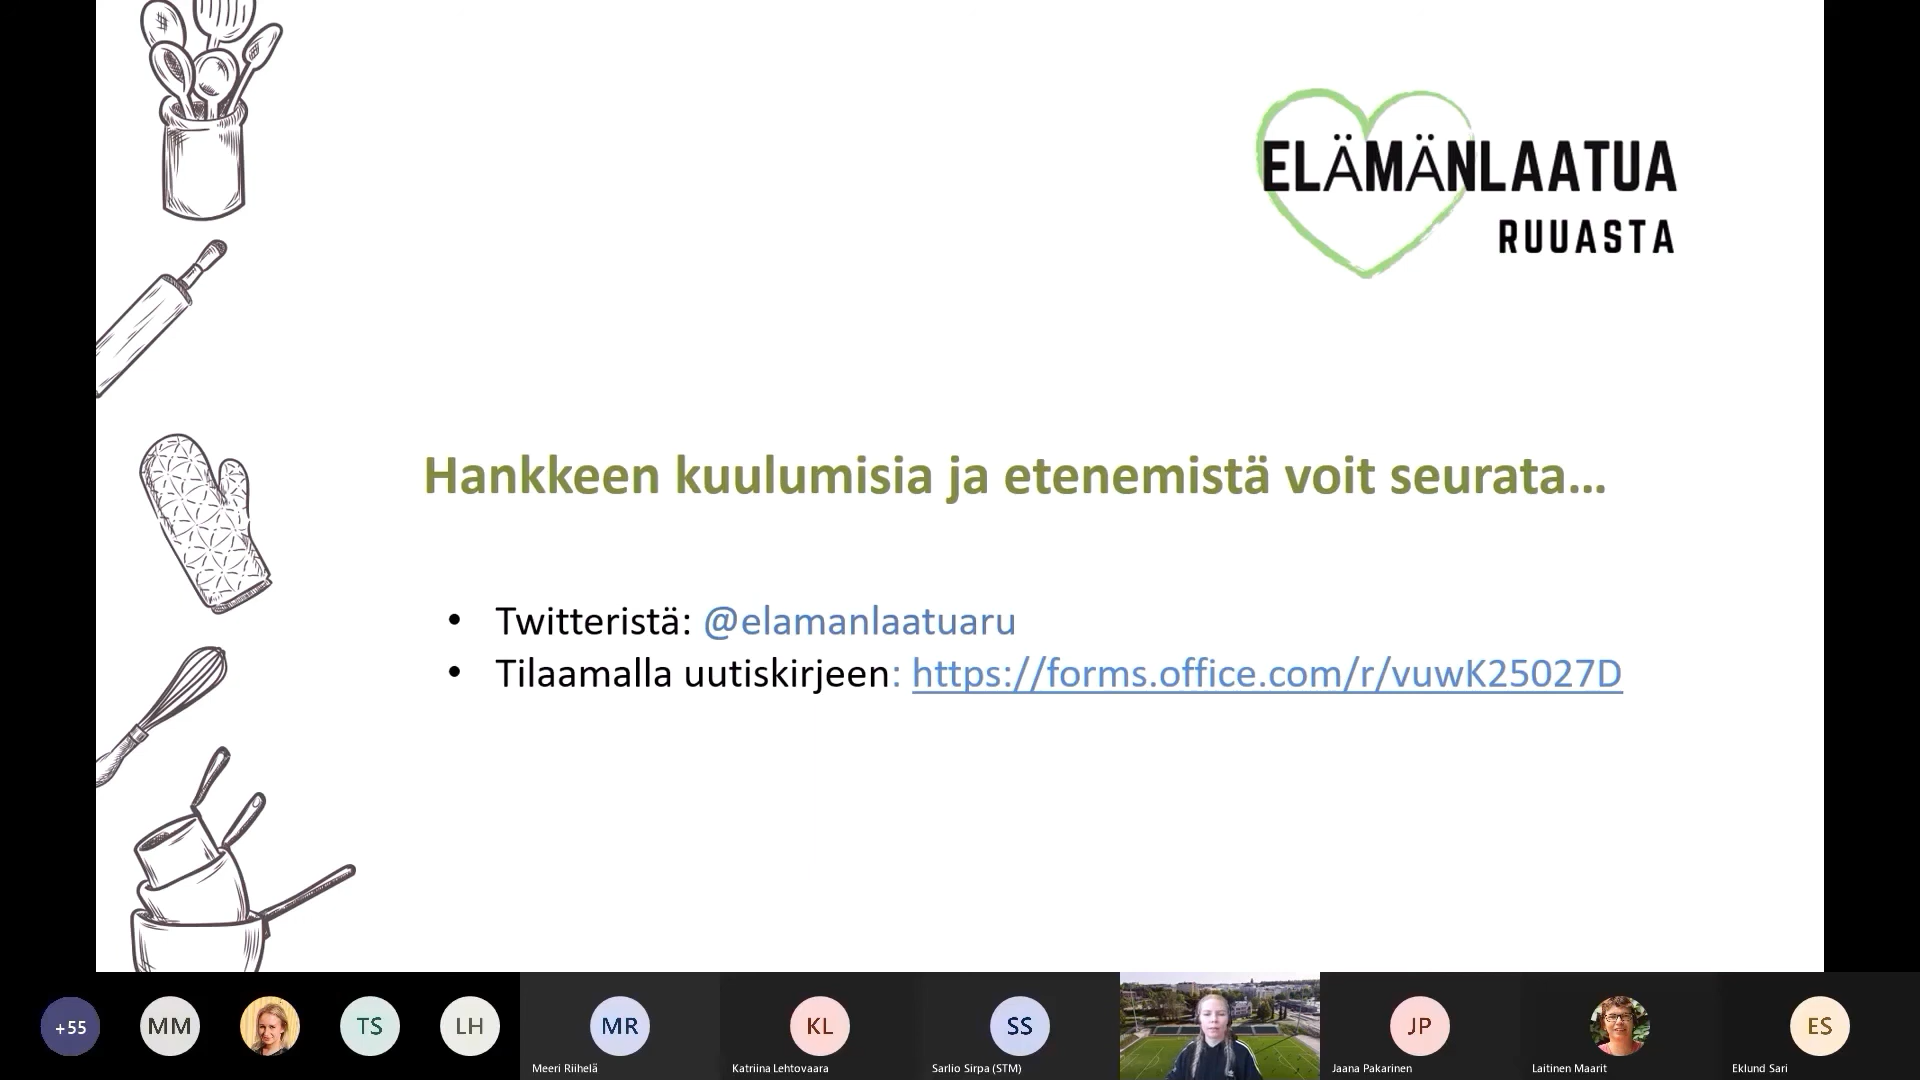 ELÄMÄNLAATUA
RUUASTA
Hankkeen kuulumisia ja etenemistä voit seurata...
• Twitteristä: @elamanlaatuaru
• Tilaamalla uutiskirjeen: https://forms.office.com/r/vuwK25027D
+55
MM
TS
LH
MR
KL
SS
JP
ES
Meeri Riihelä
Katriina Lehtovaara
Sarlio Sirpa (STM)
Jaana Pakarinen
Laitinen Maarit
Eklund Sari